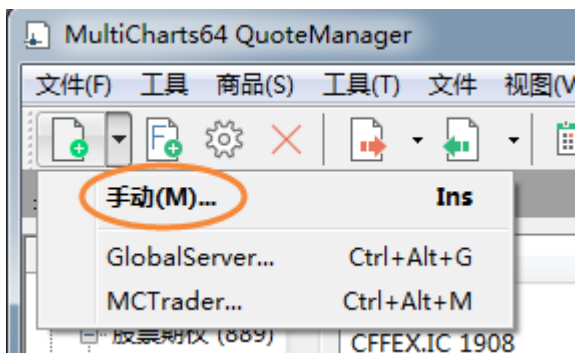 MultiCharts64 QuoteManager
文件(F) 工具 商品(S) 工具(T) 文件 视图(V
手动(M)... Ins
GlobalServer... Ctrl+Alt+G
MCTrader... Ctrl+Alt+M
股票期权 (889)
CFFEX.IC 1908